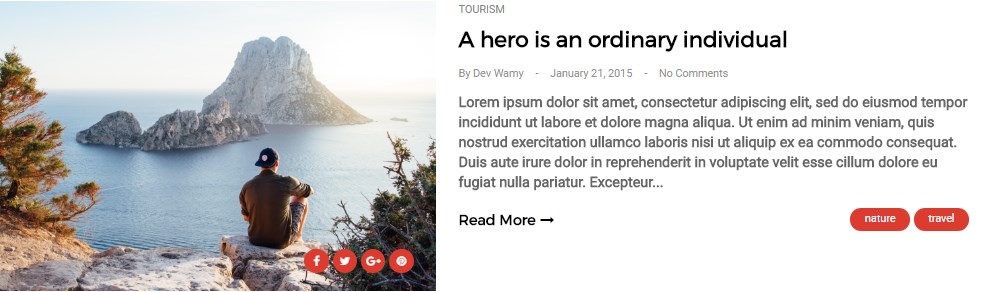 TOURISM
A hero is an ordinary individual
By Dev Wamy - January 21, 2015 - No Comments
Lorem ipsum dolor sit amet, consectetur adipiscing elit, sed do eiusmod tempor
incididunt ut labore et dolore magna aliqua. Ut enim ad minim veniam, quis
nostrud exercitation ullamco laboris nisi ut aliquip ex ea commodo consequat.
Duis aute irure dolor in reprehenderit in voluptate velit esse cillum dolore eu
fugiat nulla pariatur. Excepteur...
Read More → nature travel